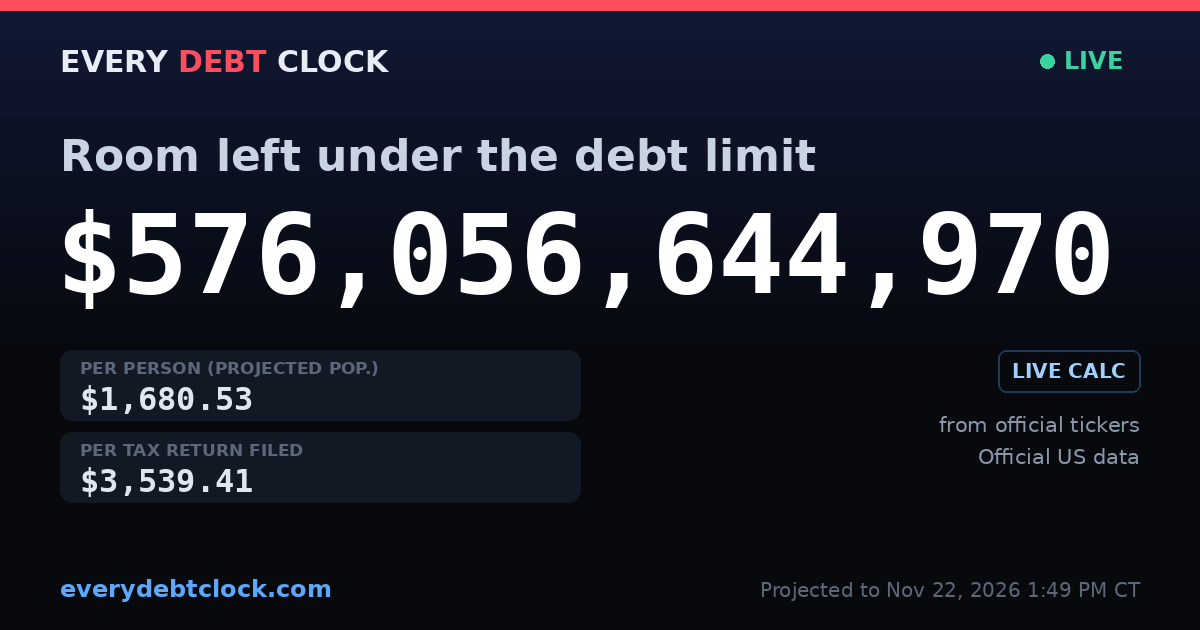 EVERY DEBT CLOCK
LIVE
Room left under the debt limit
$576,056,644,970
PER PERSON (PROJECTED POP.)
$1,680.53
PER TAX RETURN FILED
$3,539.41
LIVE CALC
from official tickers
Official US data
everydebtclock.com
Projected to Nov 22, 2026 1:49 PM CT